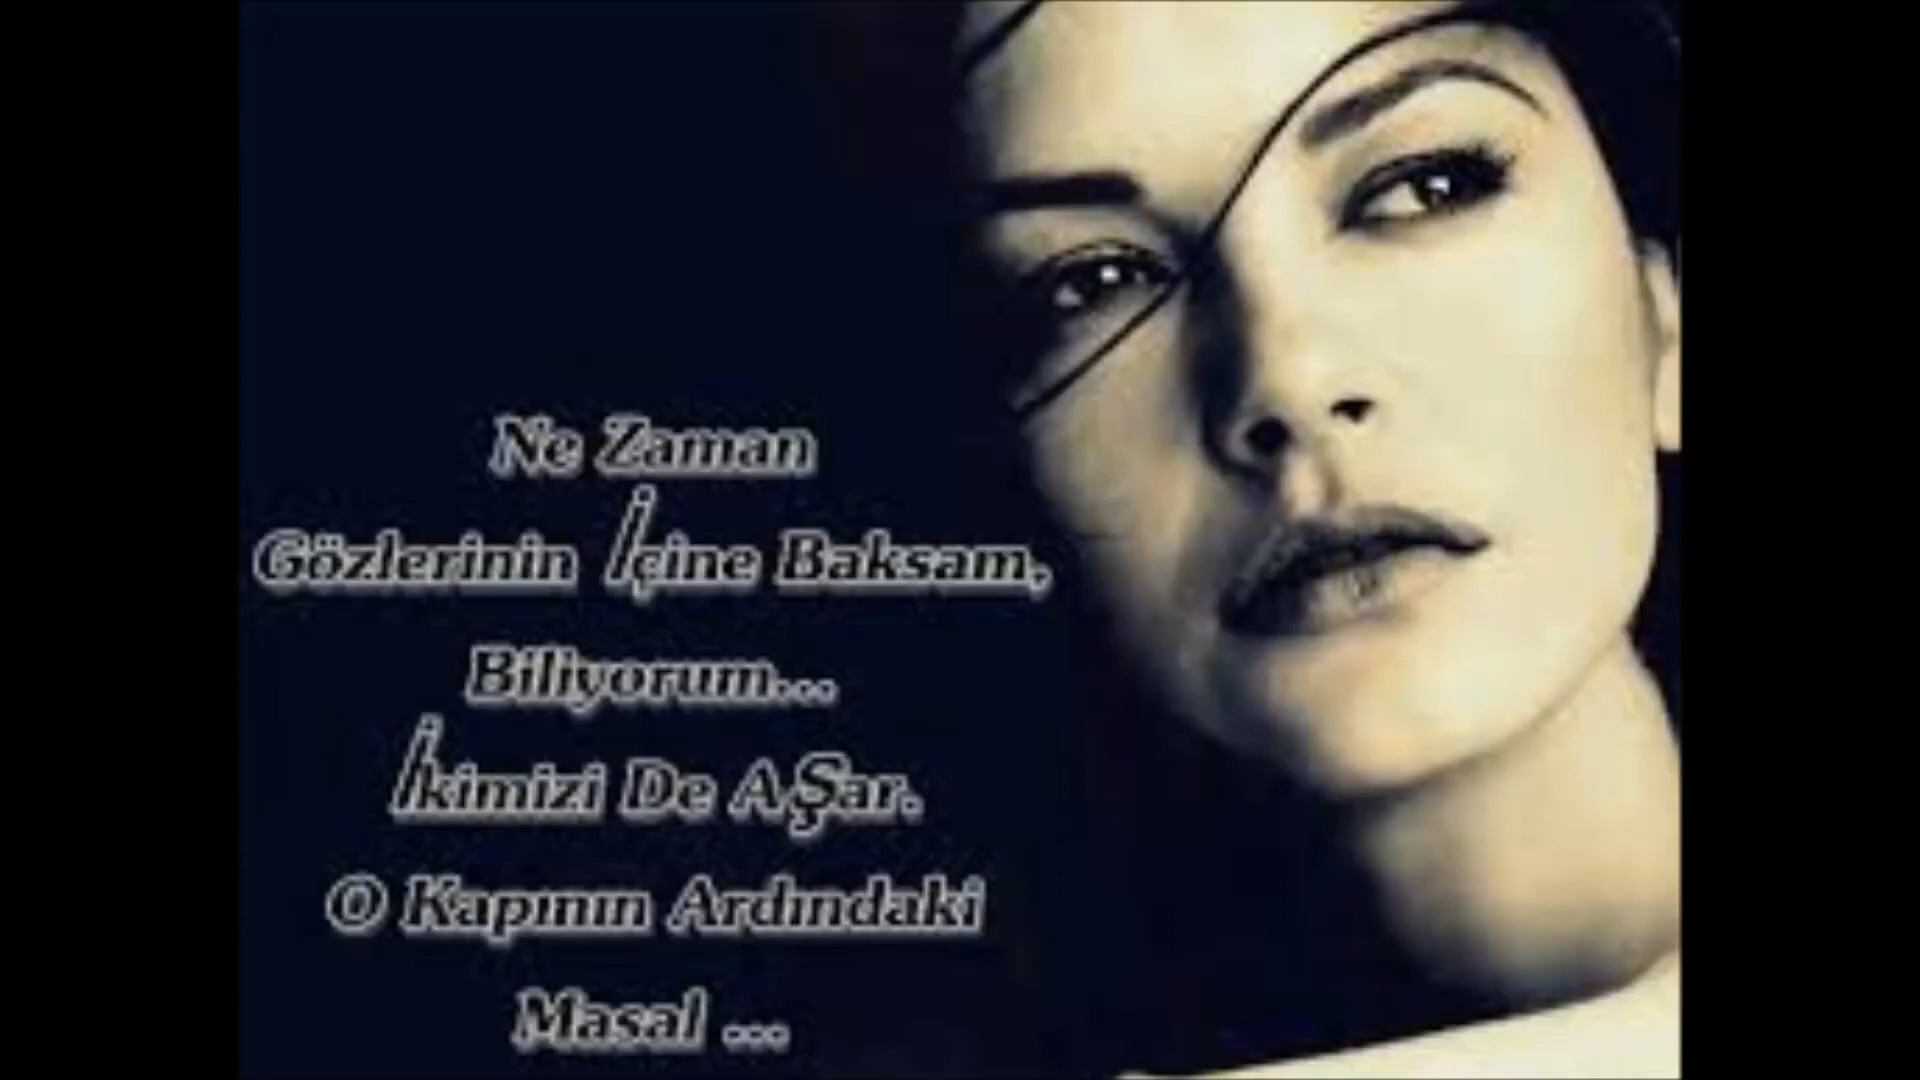 Ne Zaman
Gözlerinin İçine Baksam,
Biliyorum...
İkimizi De AŞar.
O Kapının Ardındaki
Masal ...